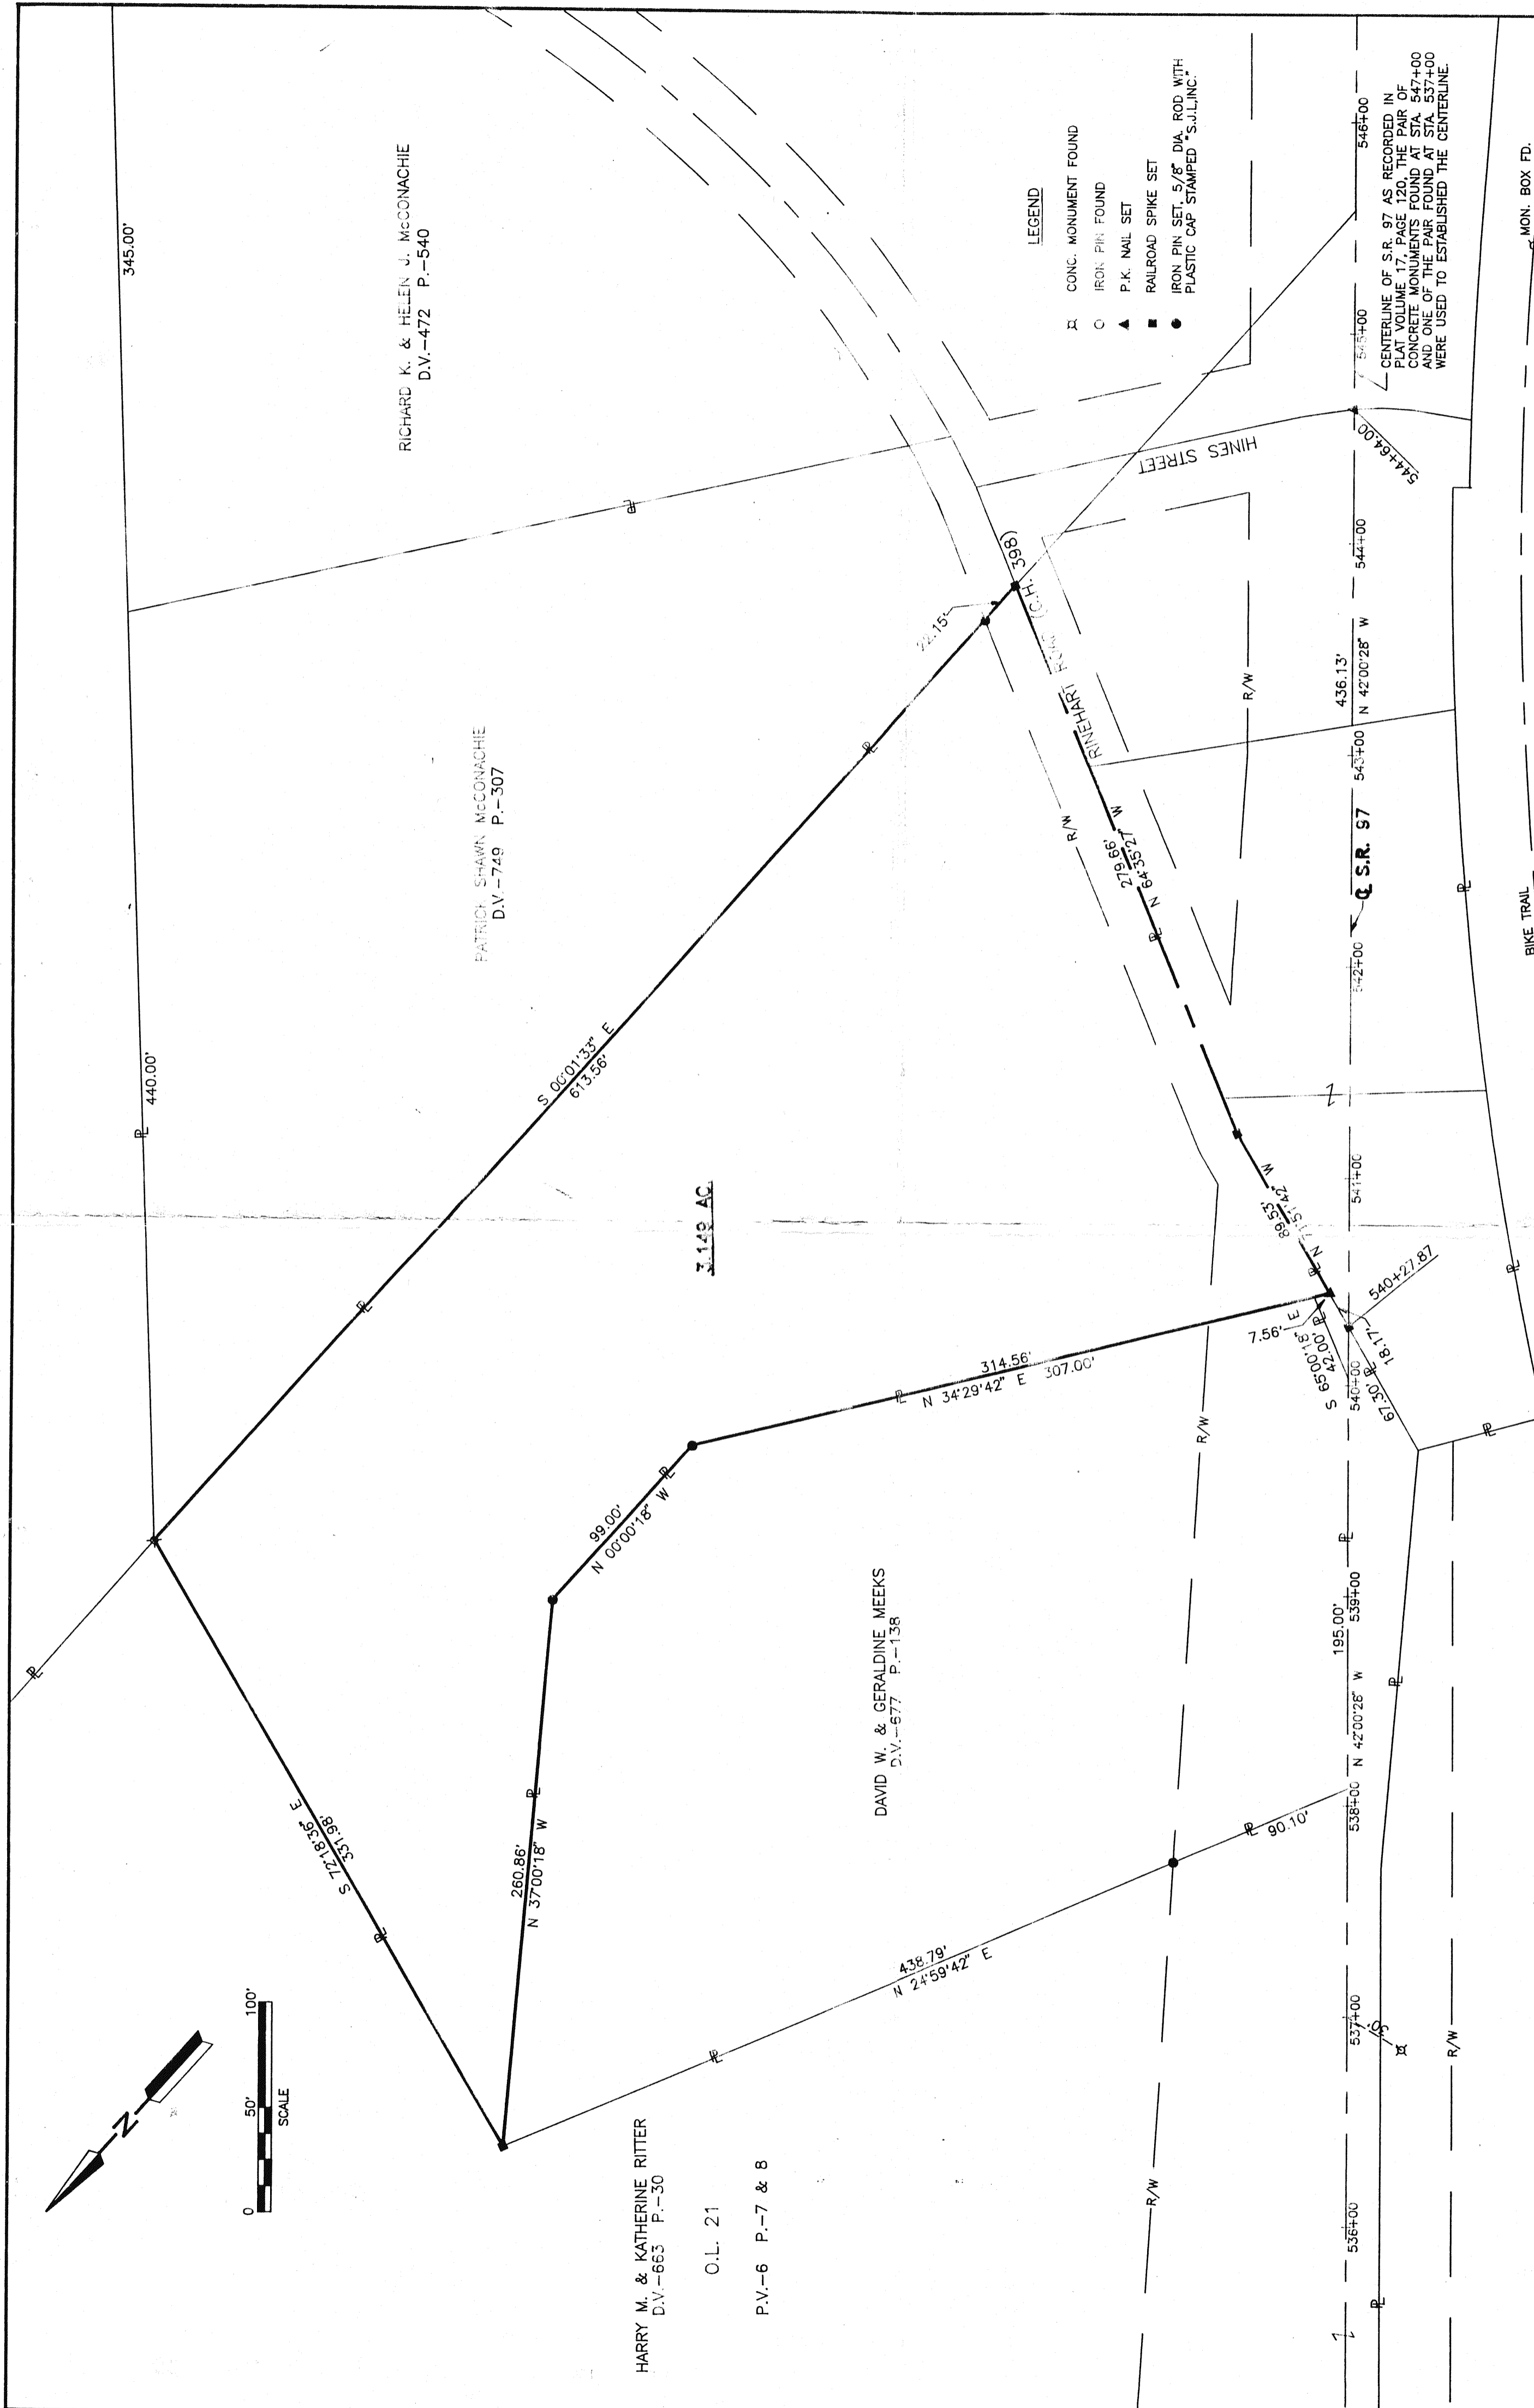 345.00'
RICHARD K. & HELEN J. McCONACHIE
D.V.-472 P.-540
440.00'
PATRICK SHAWN McCONACHIE
D.V.-749 P.-307
S 00°01'33" E
613.56'
22.15'
3.149 AC.
LEGEND
CONC. MONUMENT FOUND
IRON PIN FOUND
P.K. NAIL SET
RAILROAD SPIKE SET
IRON PIN SET, 5/8" DIA. ROD WITH
PLASTIC CAP STAMPED "S.J.L,INC."
HINES STREET
RINEHART ROAD (C.H. 398)
R/W
R/W
279.66'
N 64°35'27" W
89.53'
N 71°51'42" W
436.13'
N 42°00'28" W
℄ S.R. 97
546+00
545+00
544+64.00
544+00
543+00
542+00
541+00
540+27.87
540+00
539+00
538+00
537+00
536+00
CENTERLINE OF S.R. 97 AS RECORDED IN
PLAT VOLUME 17, PAGE 120, THE PAIR OF
CONCRETE MONUMENTS FOUND AT STA. 547+00
AND ONE OF THE PAIR FOUND AT STA. 537+00
WERE USED TO ESTABLISHED THE CENTERLINE.
MON. BOX FD.
BIKE TRAIL
7.56'
S 65°00'18" E
42.00'
18.17'
67.30'
314.56'
N 34°29'42" E 307.00'
99.00'
N 00°00'18" W
260.86'
N 37°00'18" W
S 72°18'36" E
331.98'
DAVID W. & GERALDINE MEEKS
D.V.-677 P.-138
195.00'
N 42°00'28" W
90.10'
438.79'
N 24°59'42" E
30'
R/W
R/W
R/W
N
0 50' 100'
SCALE
HARRY M. & KATHERINE RITTER
D.V.-663 P.-30
O.L. 21
P.V.-6 P.-7 & 8